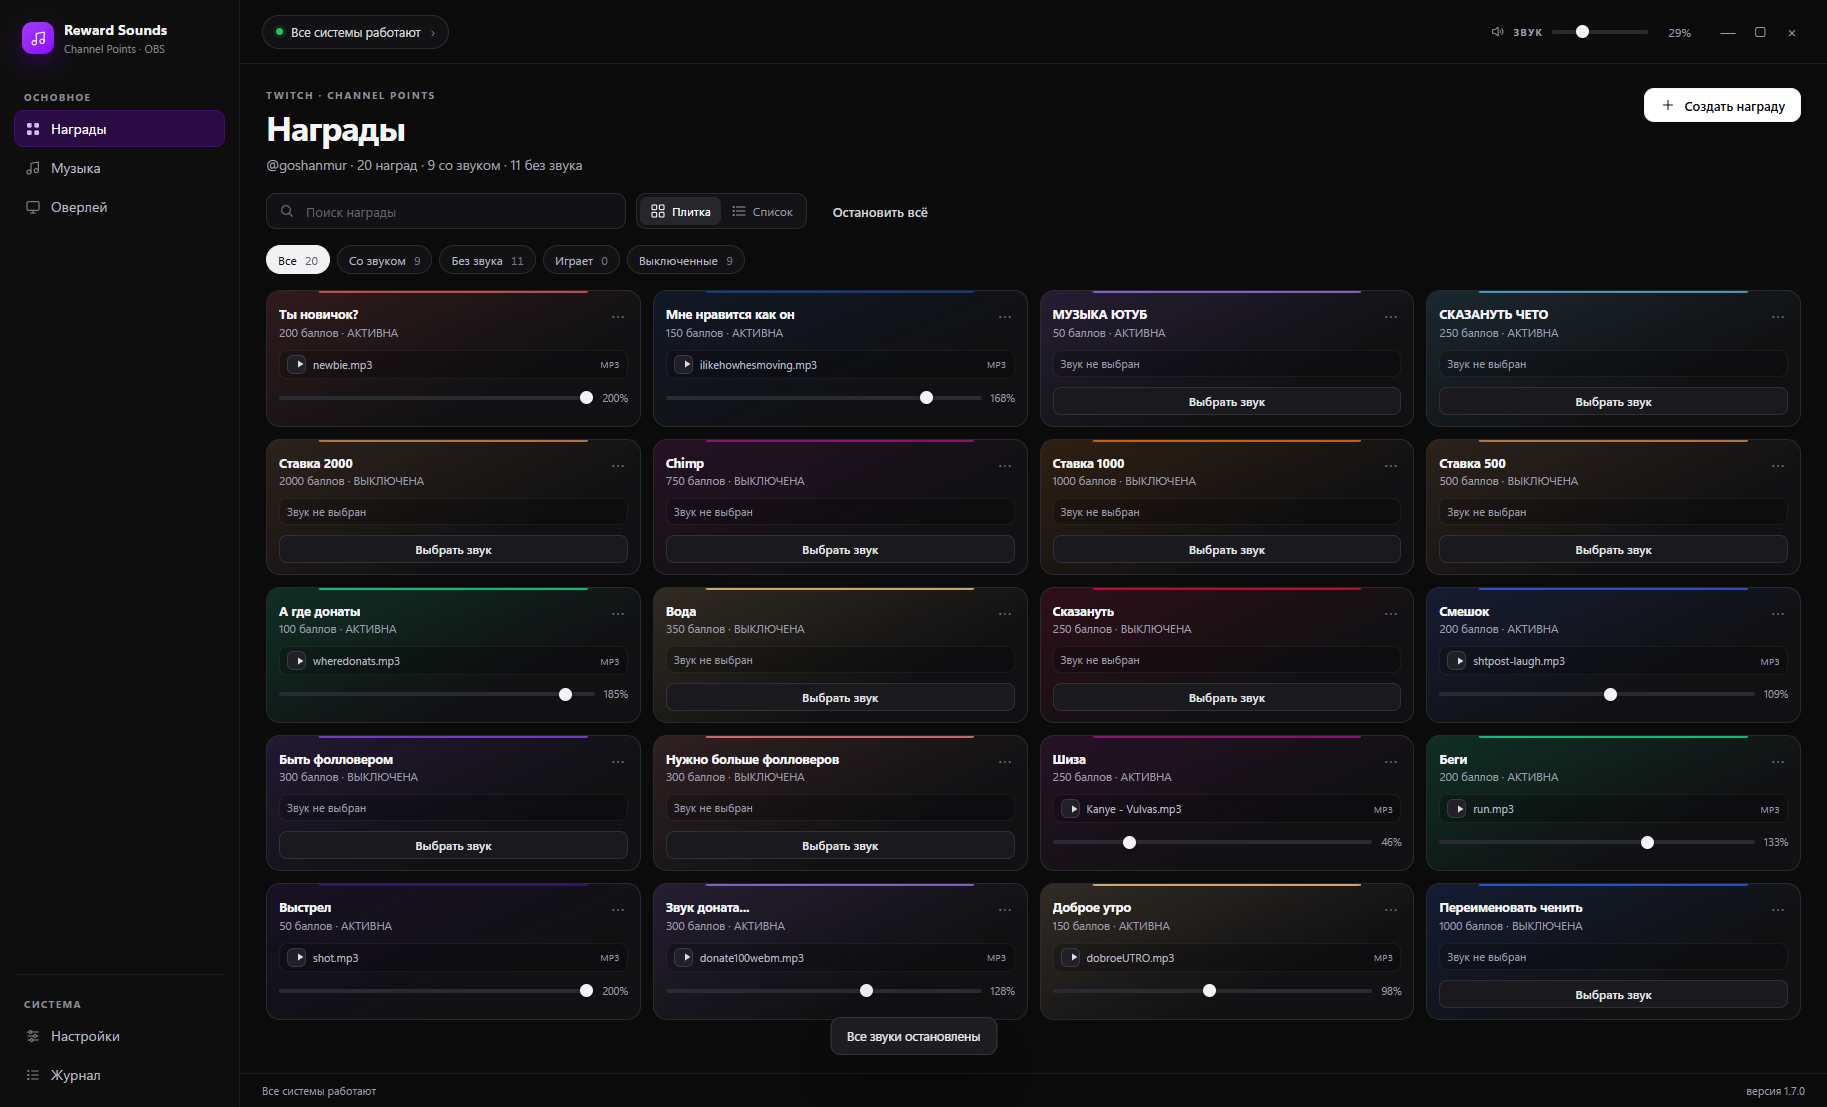 Reward Sounds
Channel Points · OBS
ОСНОВНОЕ
Награды
Музыка
Оверлей
СИСТЕМА
Настройки
Журнал
Все системы работают ›
ЗВУК 29%
TWITCH · CHANNEL POINTS
Награды
@goshanmur · 20 наград · 9 со звуком · 11 без звука
+ Создать награду
Поиск награды
Плитка
Список
Остановить всё
Все 20
Со звуком 9
Без звука 11
Играет 0
Выключенные 9
Ты новичок?
200 баллов · АКТИВНА
newbie.mp3 MP3
200%
Мне нравится как он
150 баллов · АКТИВНА
ilikehowhesmoving.mp3 MP3
168%
МУЗЫКА ЮТУБ
50 баллов · АКТИВНА
Звук не выбран
Выбрать звук
СКАЗАНУТЬ ЧЕТО
250 баллов · АКТИВНА
Звук не выбран
Выбрать звук
Ставка 2000
2000 баллов · ВЫКЛЮЧЕНА
Звук не выбран
Выбрать звук
Chimp
750 баллов · ВЫКЛЮЧЕНА
Звук не выбран
Выбрать звук
Ставка 1000
1000 баллов · ВЫКЛЮЧЕНА
Звук не выбран
Выбрать звук
Ставка 500
500 баллов · ВЫКЛЮЧЕНА
Звук не выбран
Выбрать звук
А где донаты
100 баллов · АКТИВНА
wheredonats.mp3 MP3
185%
Вода
350 баллов · ВЫКЛЮЧЕНА
Звук не выбран
Выбрать звук
Сказануть
250 баллов · ВЫКЛЮЧЕНА
Звук не выбран
Выбрать звук
Смешок
200 баллов · АКТИВНА
shtpost-laugh.mp3 MP3
109%
Быть фолловером
300 баллов · ВЫКЛЮЧЕНА
Звук не выбран
Выбрать звук
Нужно больше фолловеров
300 баллов · ВЫКЛЮЧЕНА
Звук не выбран
Выбрать звук
Шиза
250 баллов · АКТИВНА
Kanye - Vulvas.mp3 MP3
46%
Беги
200 баллов · АКТИВНА
run.mp3 MP3
133%
Выстрел
50 баллов · АКТИВНА
shot.mp3 MP3
200%
Звук доната...
300 баллов · АКТИВНА
donate100webm.mp3 MP3
128%
Доброе утро
150 баллов · АКТИВНА
dobroeUTRO.mp3 MP3
98%
Переименовать ченить
1000 баллов · ВЫКЛЮЧЕНА
Звук не выбран
Выбрать звук
Все звуки остановлены
Все системы работают
версия 1.7.0